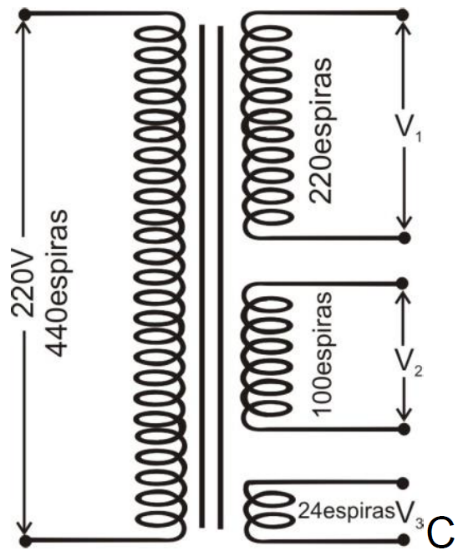 220V
440espiras
220espiras
V₁
100espiras
V₂
24espiras V₃
C